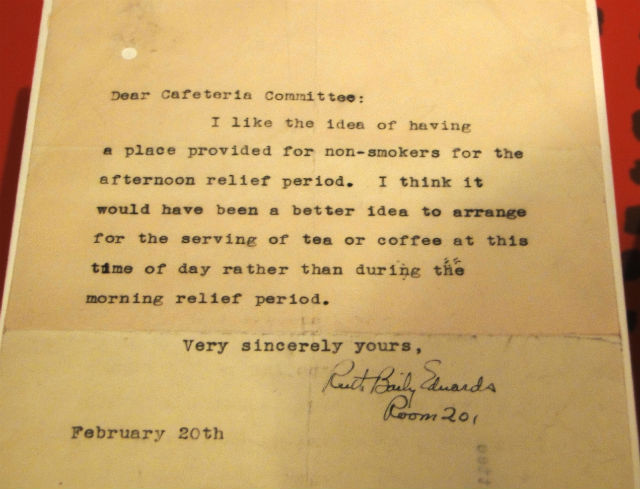 Dear Cafeteria Committee:
I like the idea of having
a place provided for non-smokers for the
afternoon relief period. I think it
would have been a better idea to arrange
for the serving of tea or coffee at this
time of day rather than during the
morning relief period.
Very sincerely yours,
Ruth Baily Edwards
Room 201
February 20th